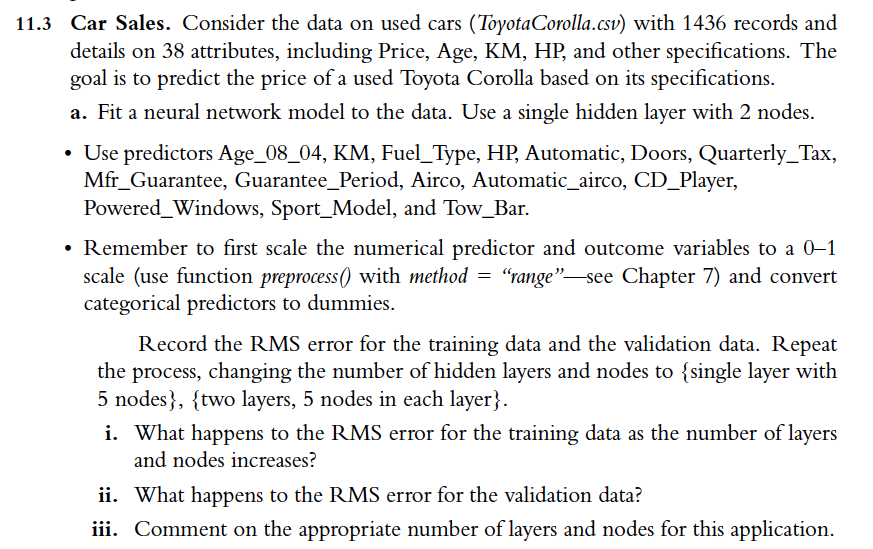 11.3 Car Sales. Consider the data on used cars (ToyotaCorolla.csv) with 1436 records and
details on 38 attributes, including Price, Age, KM, HP, and other specifications. The
goal is to predict the price of a used Toyota Corolla based on its specifications.
a. Fit a neural network model to the data. Use a single hidden layer with 2 nodes.
• Use predictors Age_08_04, KM, Fuel_Type, HP, Automatic, Doors, Quarterly_Tax,
Mfr_Guarantee, Guarantee_Period, Airco, Automatic_airco, CD_Player,
Powered_Windows, Sport_Model, and Tow_Bar.
• Remember to first scale the numerical predictor and outcome variables to a 0–1
scale (use function preprocess() with method = “range”—see Chapter 7) and convert
categorical predictors to dummies.
Record the RMS error for the training data and the validation data. Repeat
the process, changing the number of hidden layers and nodes to {single layer with
5 nodes}, {two layers, 5 nodes in each layer}.
i. What happens to the RMS error for the training data as the number of layers
and nodes increases?
ii. What happens to the RMS error for the validation data?
iii. Comment on the appropriate number of layers and nodes for this application.